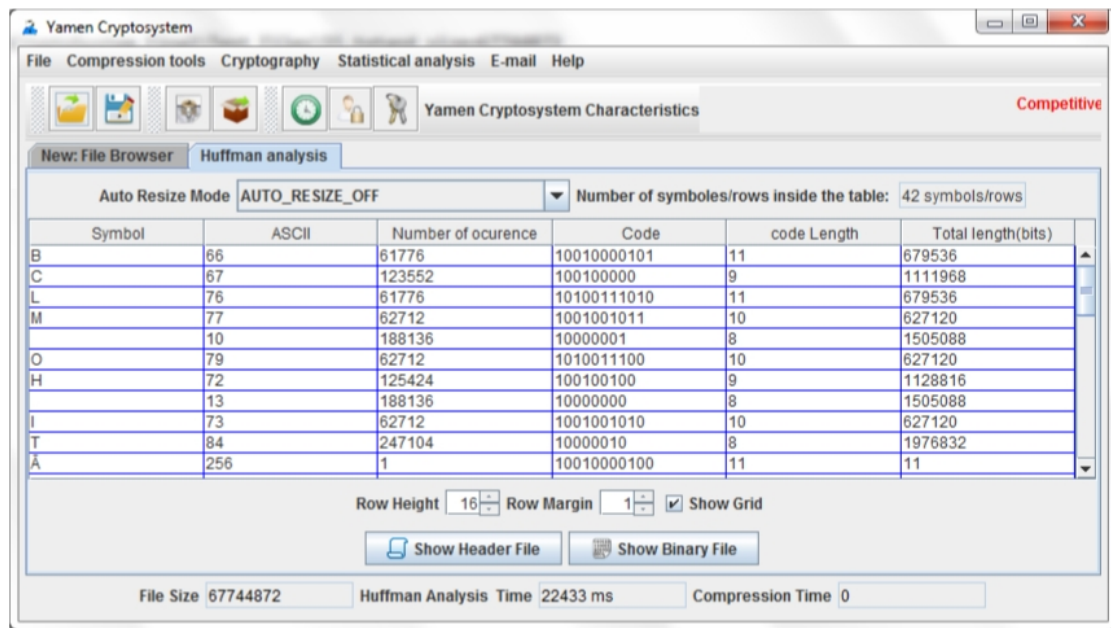 Yamen Cryptosystem
File Compression tools Cryptography Statistical analysis E-mail Help
Yamen Cryptosystem Characteristics Competitive
New: File Browser Huffman analysis
Auto Resize Mode AUTO_RESIZE_OFF Number of symboles/rows inside the table: 42 symbols/rows
Symbol ASCII Number of ocurence Code code Length Total length(bits)
B 66 61776 10010000101 11 679536
C 67 123552 100100000 9 1111968
L 76 61776 10100111010 11 679536
M 77 62712 1001001011 10 627120
10 188136 10000001 8 1505088
O 79 62712 1010011100 10 627120
H 72 125424 100100100 9 1128816
13 188136 10000000 8 1505088
I 73 62712 1001001010 10 627120
T 84 247104 10000010 8 1976832
Ā 256 1 10010000100 11 11
Row Height 16 Row Margin 1 Show Grid
Show Header File Show Binary File
File Size 67744872 Huffman Analysis Time 22433 ms Compression Time 0